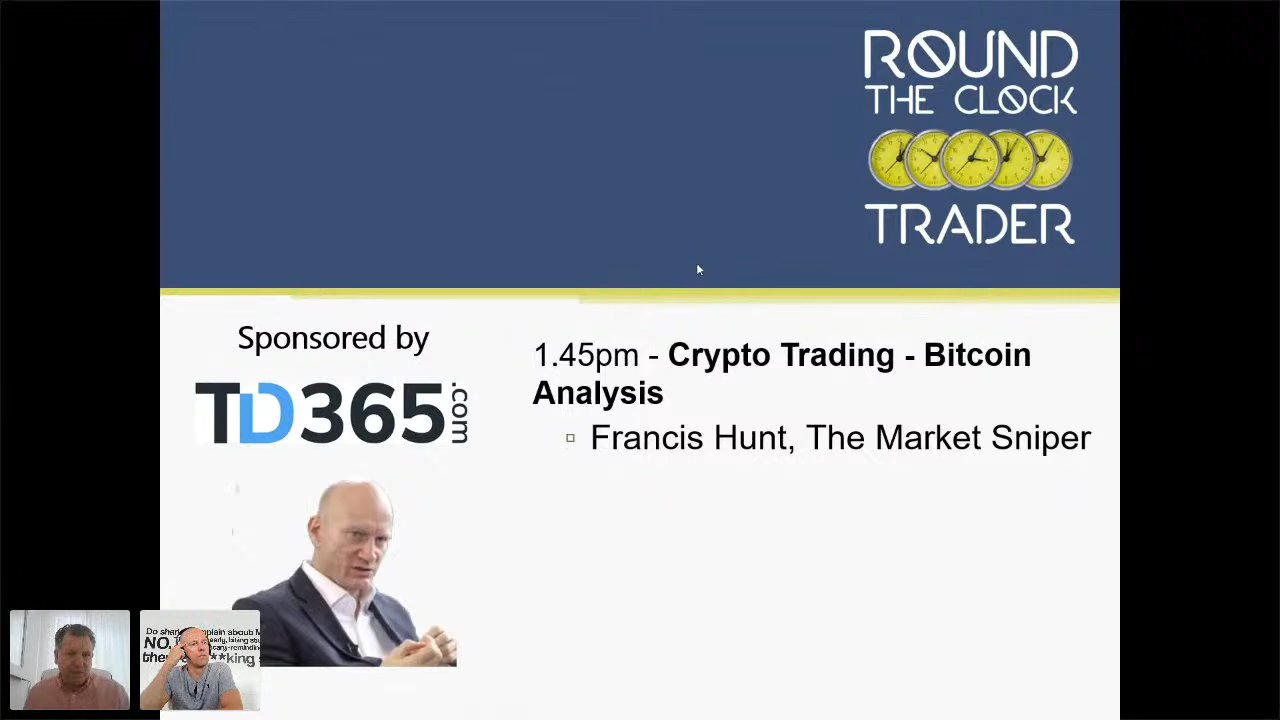 ROUND
THE CLOCK
TRADER
Sponsored by
TD365.com
1.45pm - Crypto Trading - Bitcoin
Analysis
Francis Hunt, The Market Sniper
NO.